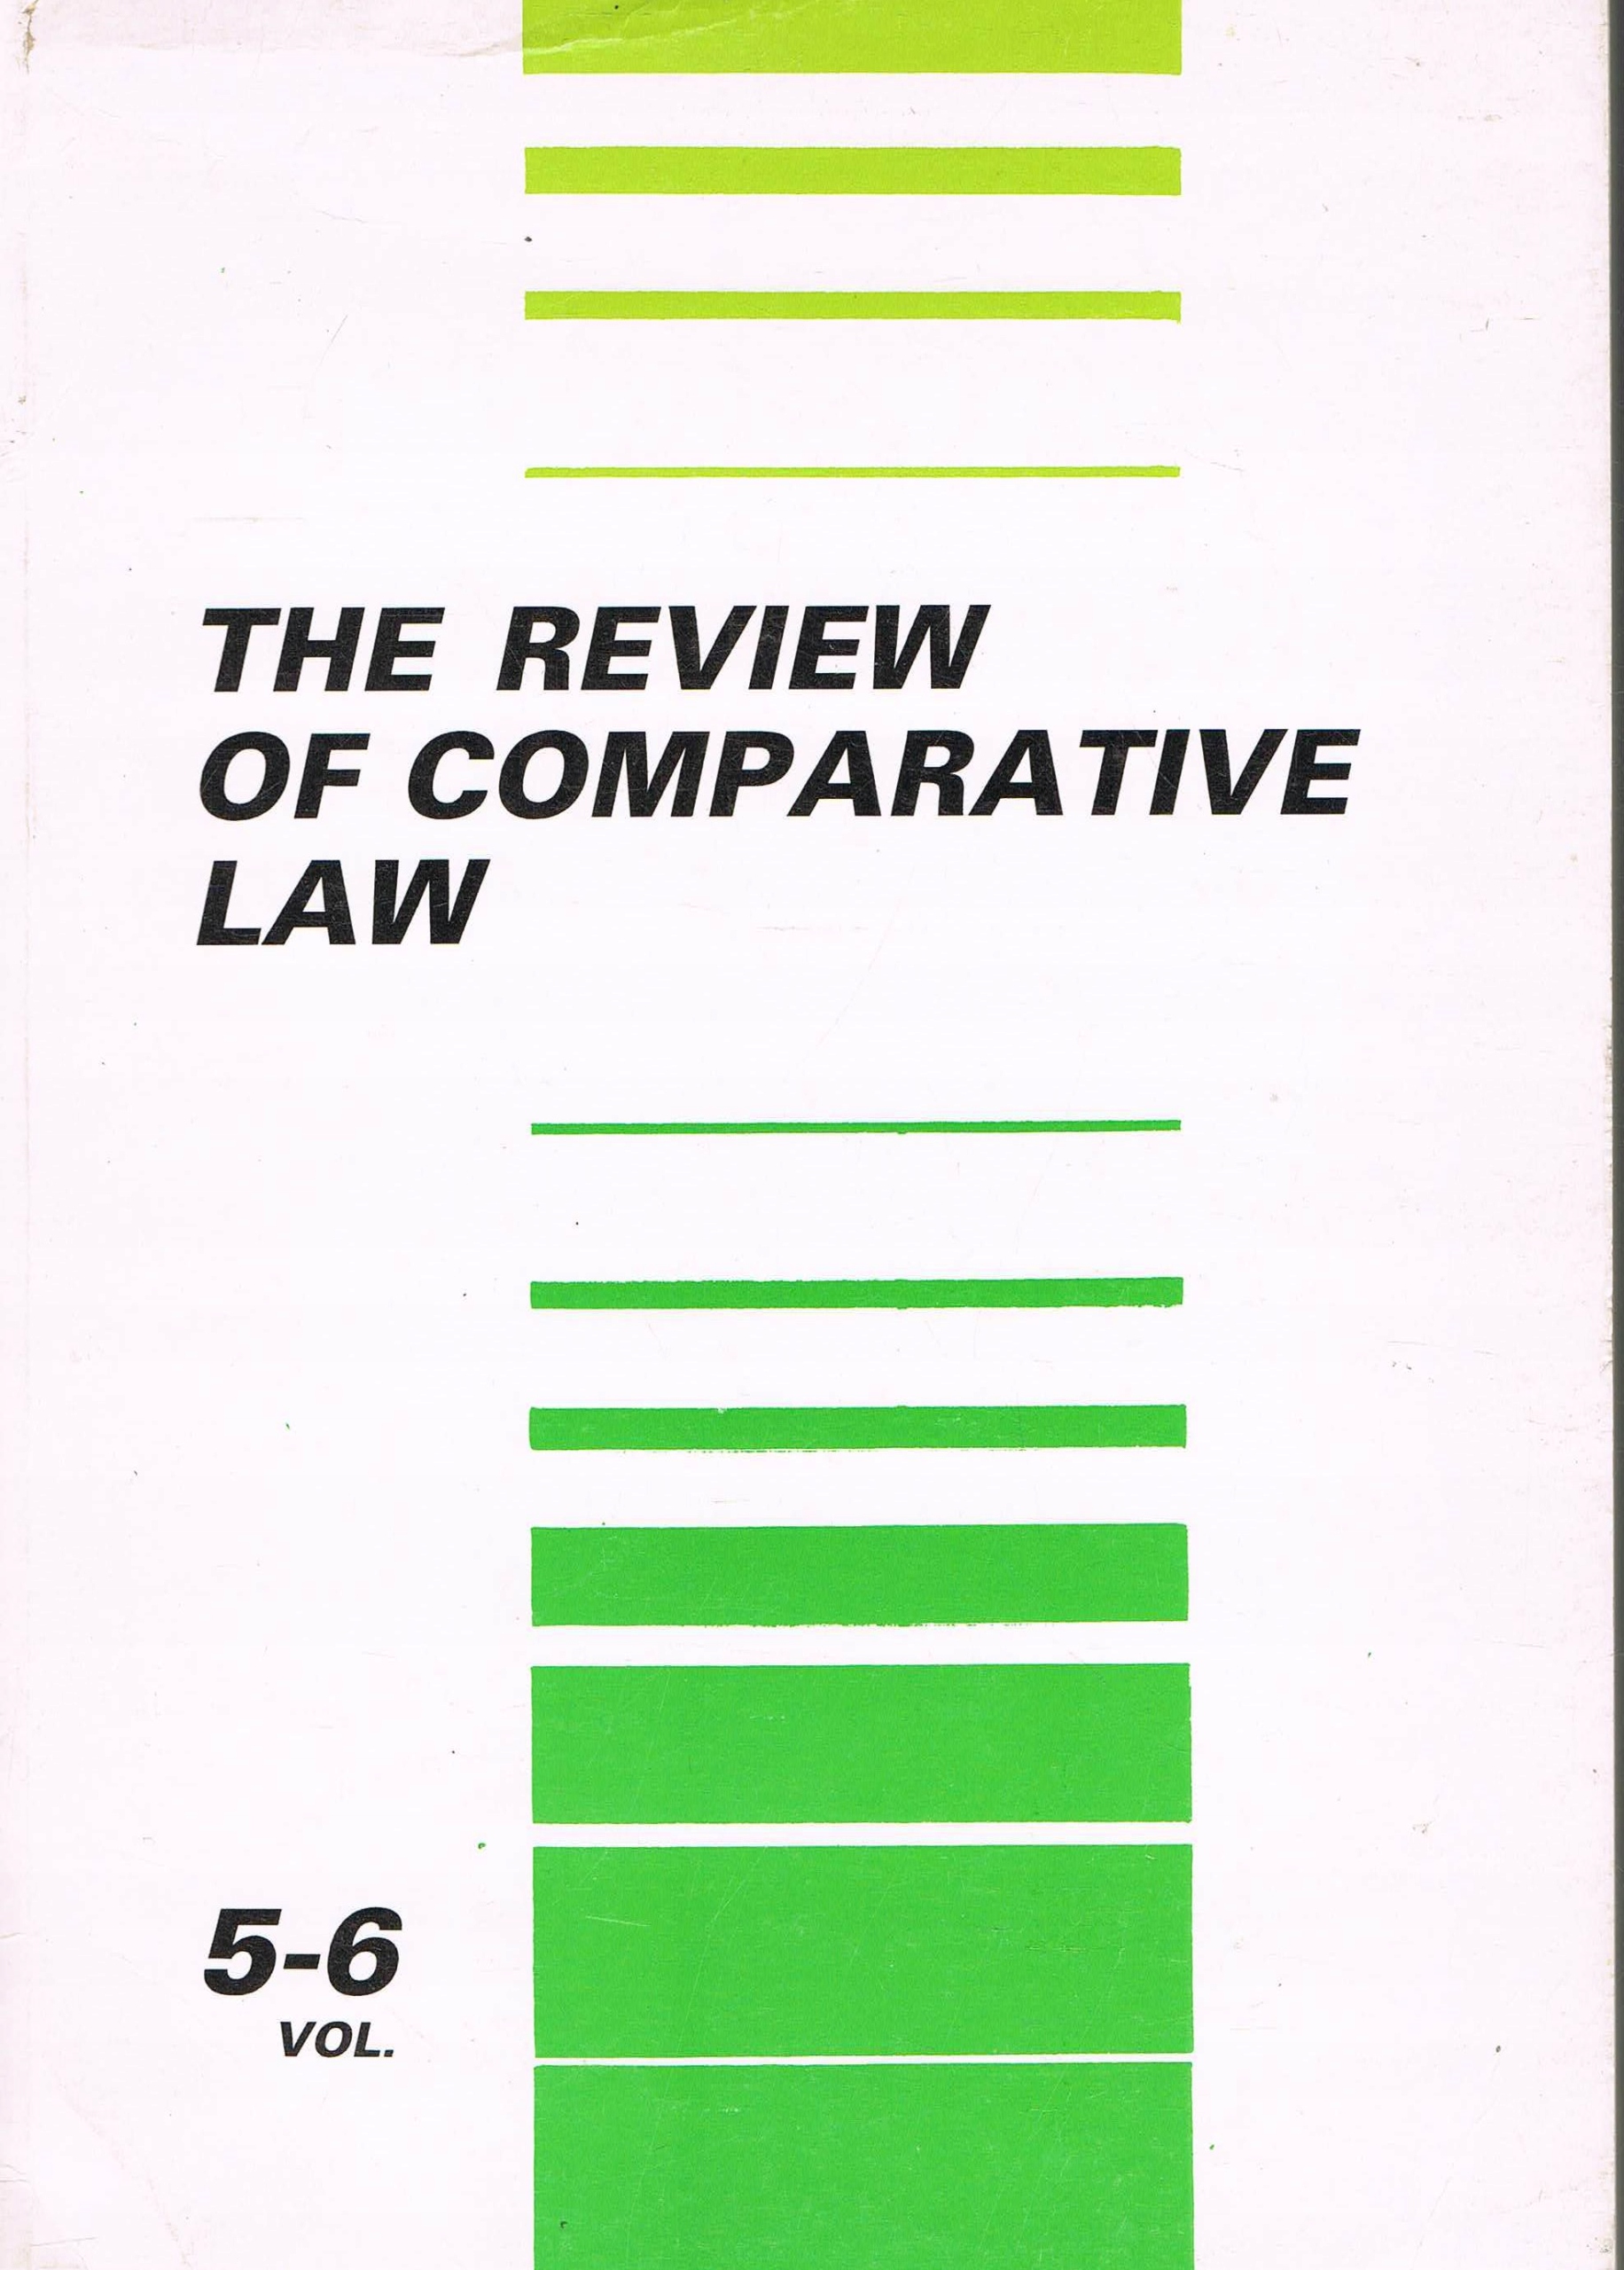 THE REVIEW
OF COMPARATIVE
LAW
5-6
VOL.